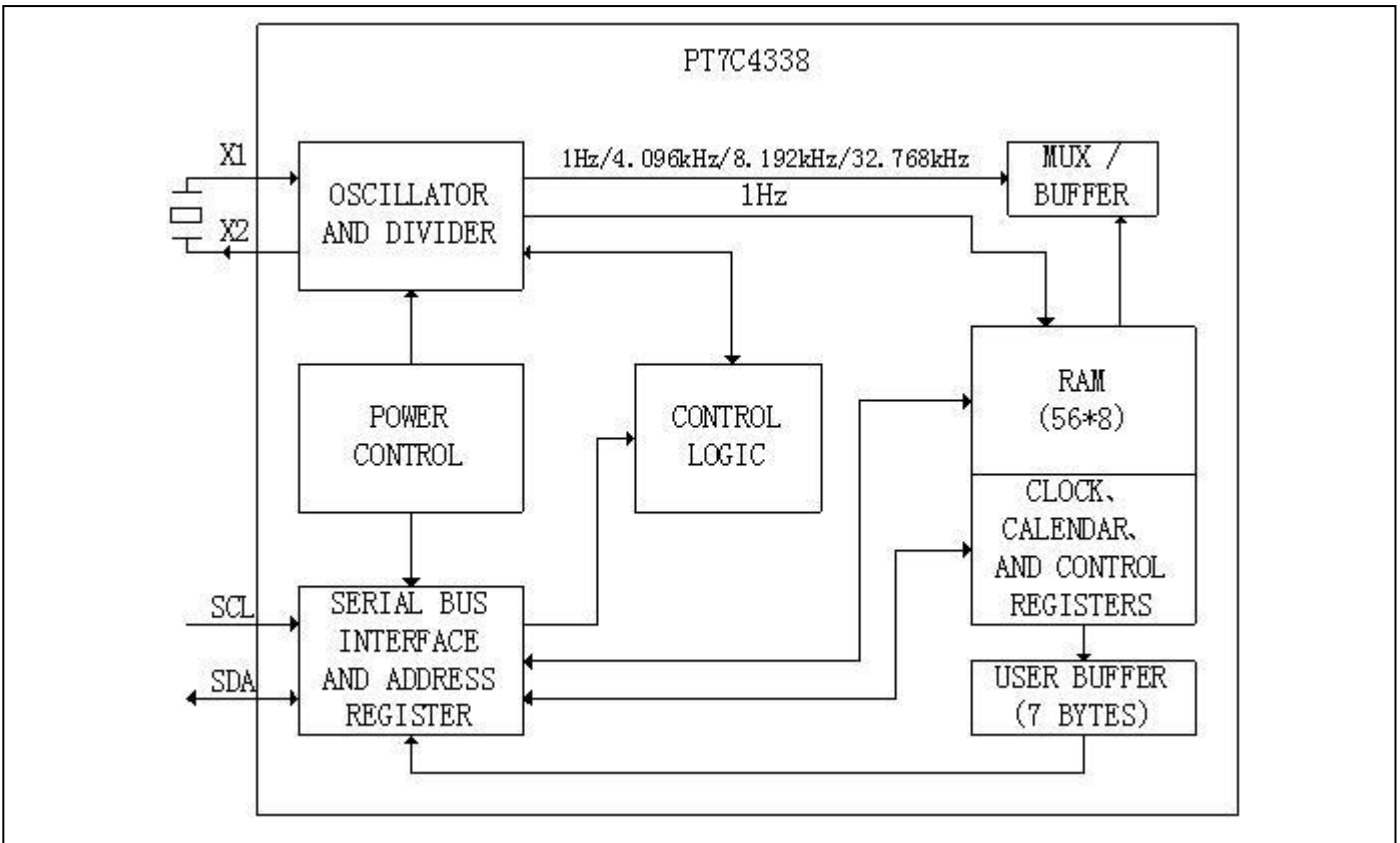 PT7C4338
X1
X2
OSCILLATOR
AND DIVIDER
1Hz/4.096kHz/8.192kHz/32.768kHz
1Hz
MUX /
BUFFER
POWER
CONTROL
CONTROL
LOGIC
RAM
(56*8)
CLOCK、
CALENDAR、
AND CONTROL
REGISTERS
SCL
SDA
SERIAL BUS
INTERFACE
AND ADDRESS
REGISTER
USER BUFFER
(7 BYTES)